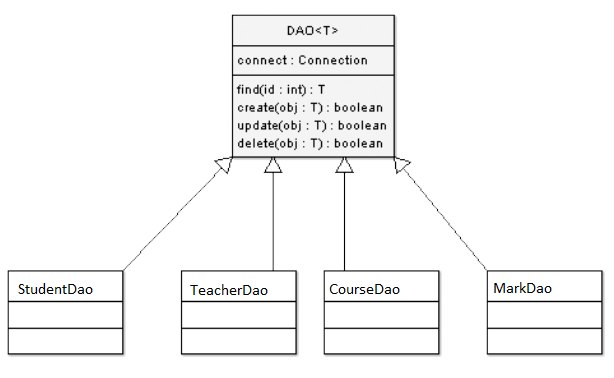 DAO<T>
connect : Connection
find(id : int) : T
create(obj : T) : boolean
update(obj : T) : boolean
delete(obj : T) : boolean
StudentDao
TeacherDao
CourseDao
MarkDao